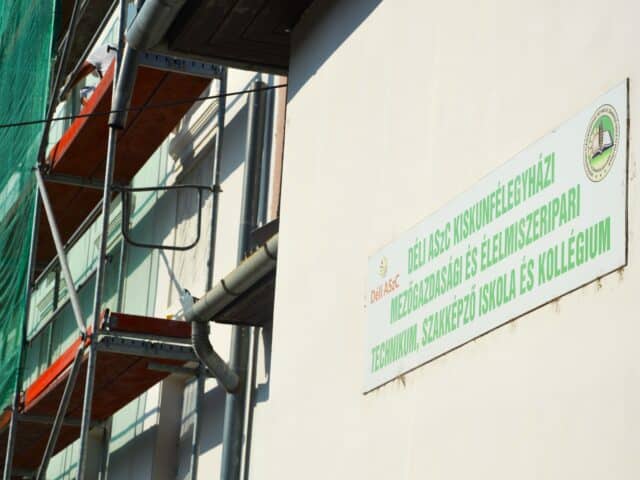 Déli ASzC
DÉLI ASzC KISKUNFÉLEGYHÁZI
MEZŐGAZDASÁGI ÉS ÉLELMISZERIPARI
TECHNIKUM, SZAKKÉPZŐ ISKOLA ÉS KOLLÉGIUM